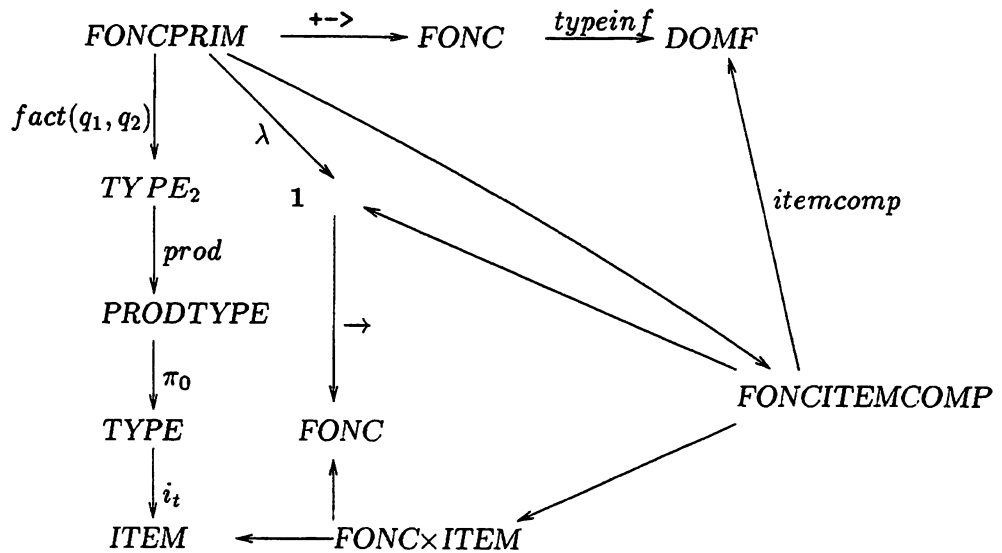 FONCPRIM +-> FONC typeinf DOMF
fact(q₁, q₂)
λ
TYPE₂ 1 itemcomp
prod
PRODTYPE →
π₀
FONCITEMCOMP
TYPE FONC
iₜ
ITEM FONC×ITEM